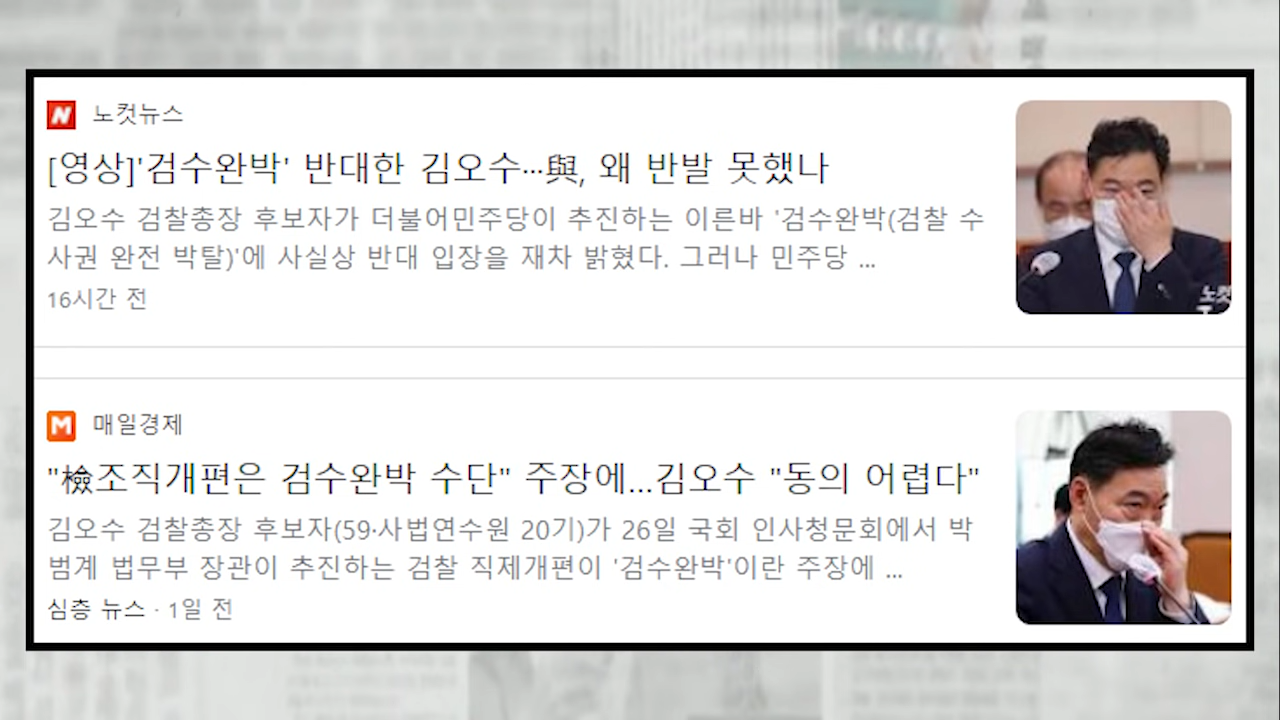 노컷뉴스
[영상]'검수완박' 반대한 김오수…與, 왜 반발 못했나
김오수 검찰총장 후보자가 더불어민주당이 추진하는 이른바 '검수완박(검찰 수
사권 완전 박탈)'에 사실상 반대 입장을 재차 밝혔다. 그러나 민주당 ...
16시간 전
노컷
매일경제
"檢조직개편은 검수완박 수단" 주장에...김오수 "동의 어렵다"
김오수 검찰총장 후보자(59·사법연수원 20기)가 26일 국회 인사청문회에서 박
범계 법무부 장관이 추진하는 검찰 직제개편이 '검수완박'이란 주장에 ...
심층 뉴스 · 1일 전